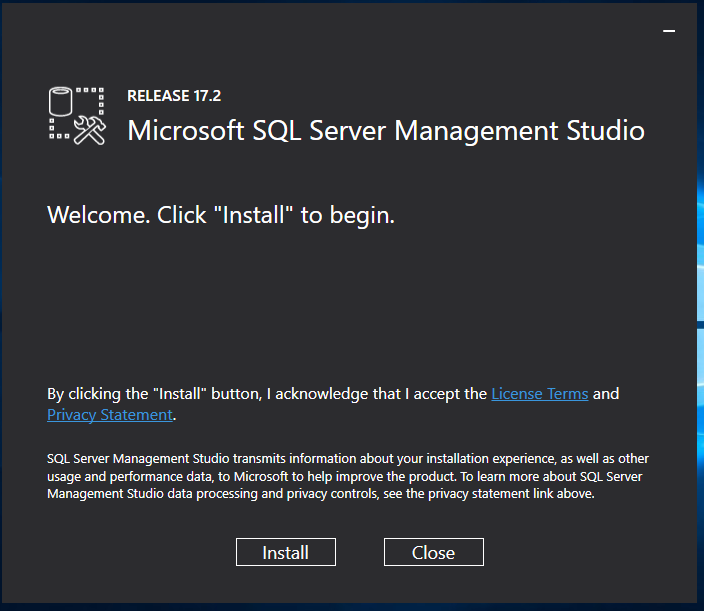 RELEASE 17.2
Microsoft SQL Server Management Studio
Welcome. Click "Install" to begin.
By clicking the "Install" button, I acknowledge that I accept the License Terms and
Privacy Statement.
SQL Server Management Studio transmits information about your installation experience, as well as other
usage and performance data, to Microsoft to help improve the product. To learn more about SQL Server
Management Studio data processing and privacy controls, see the privacy statement link above.
Install
Close